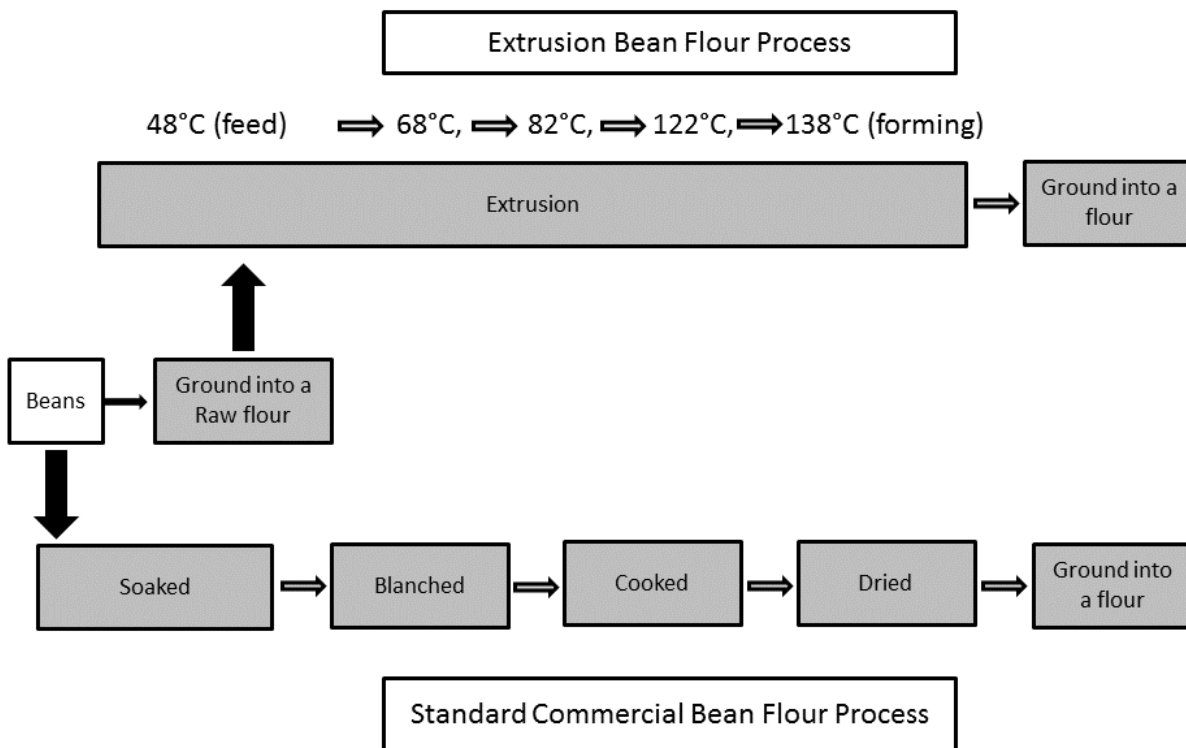 Extrusion Bean Flour Process
48°C (feed) 68°C, 82°C, 122°C, 138°C (forming)
Extrusion
Ground into a
flour
Beans
Ground into a
Raw flour
Soaked
Blanched
Cooked
Dried
Ground into
a flour
Standard Commercial Bean Flour Process